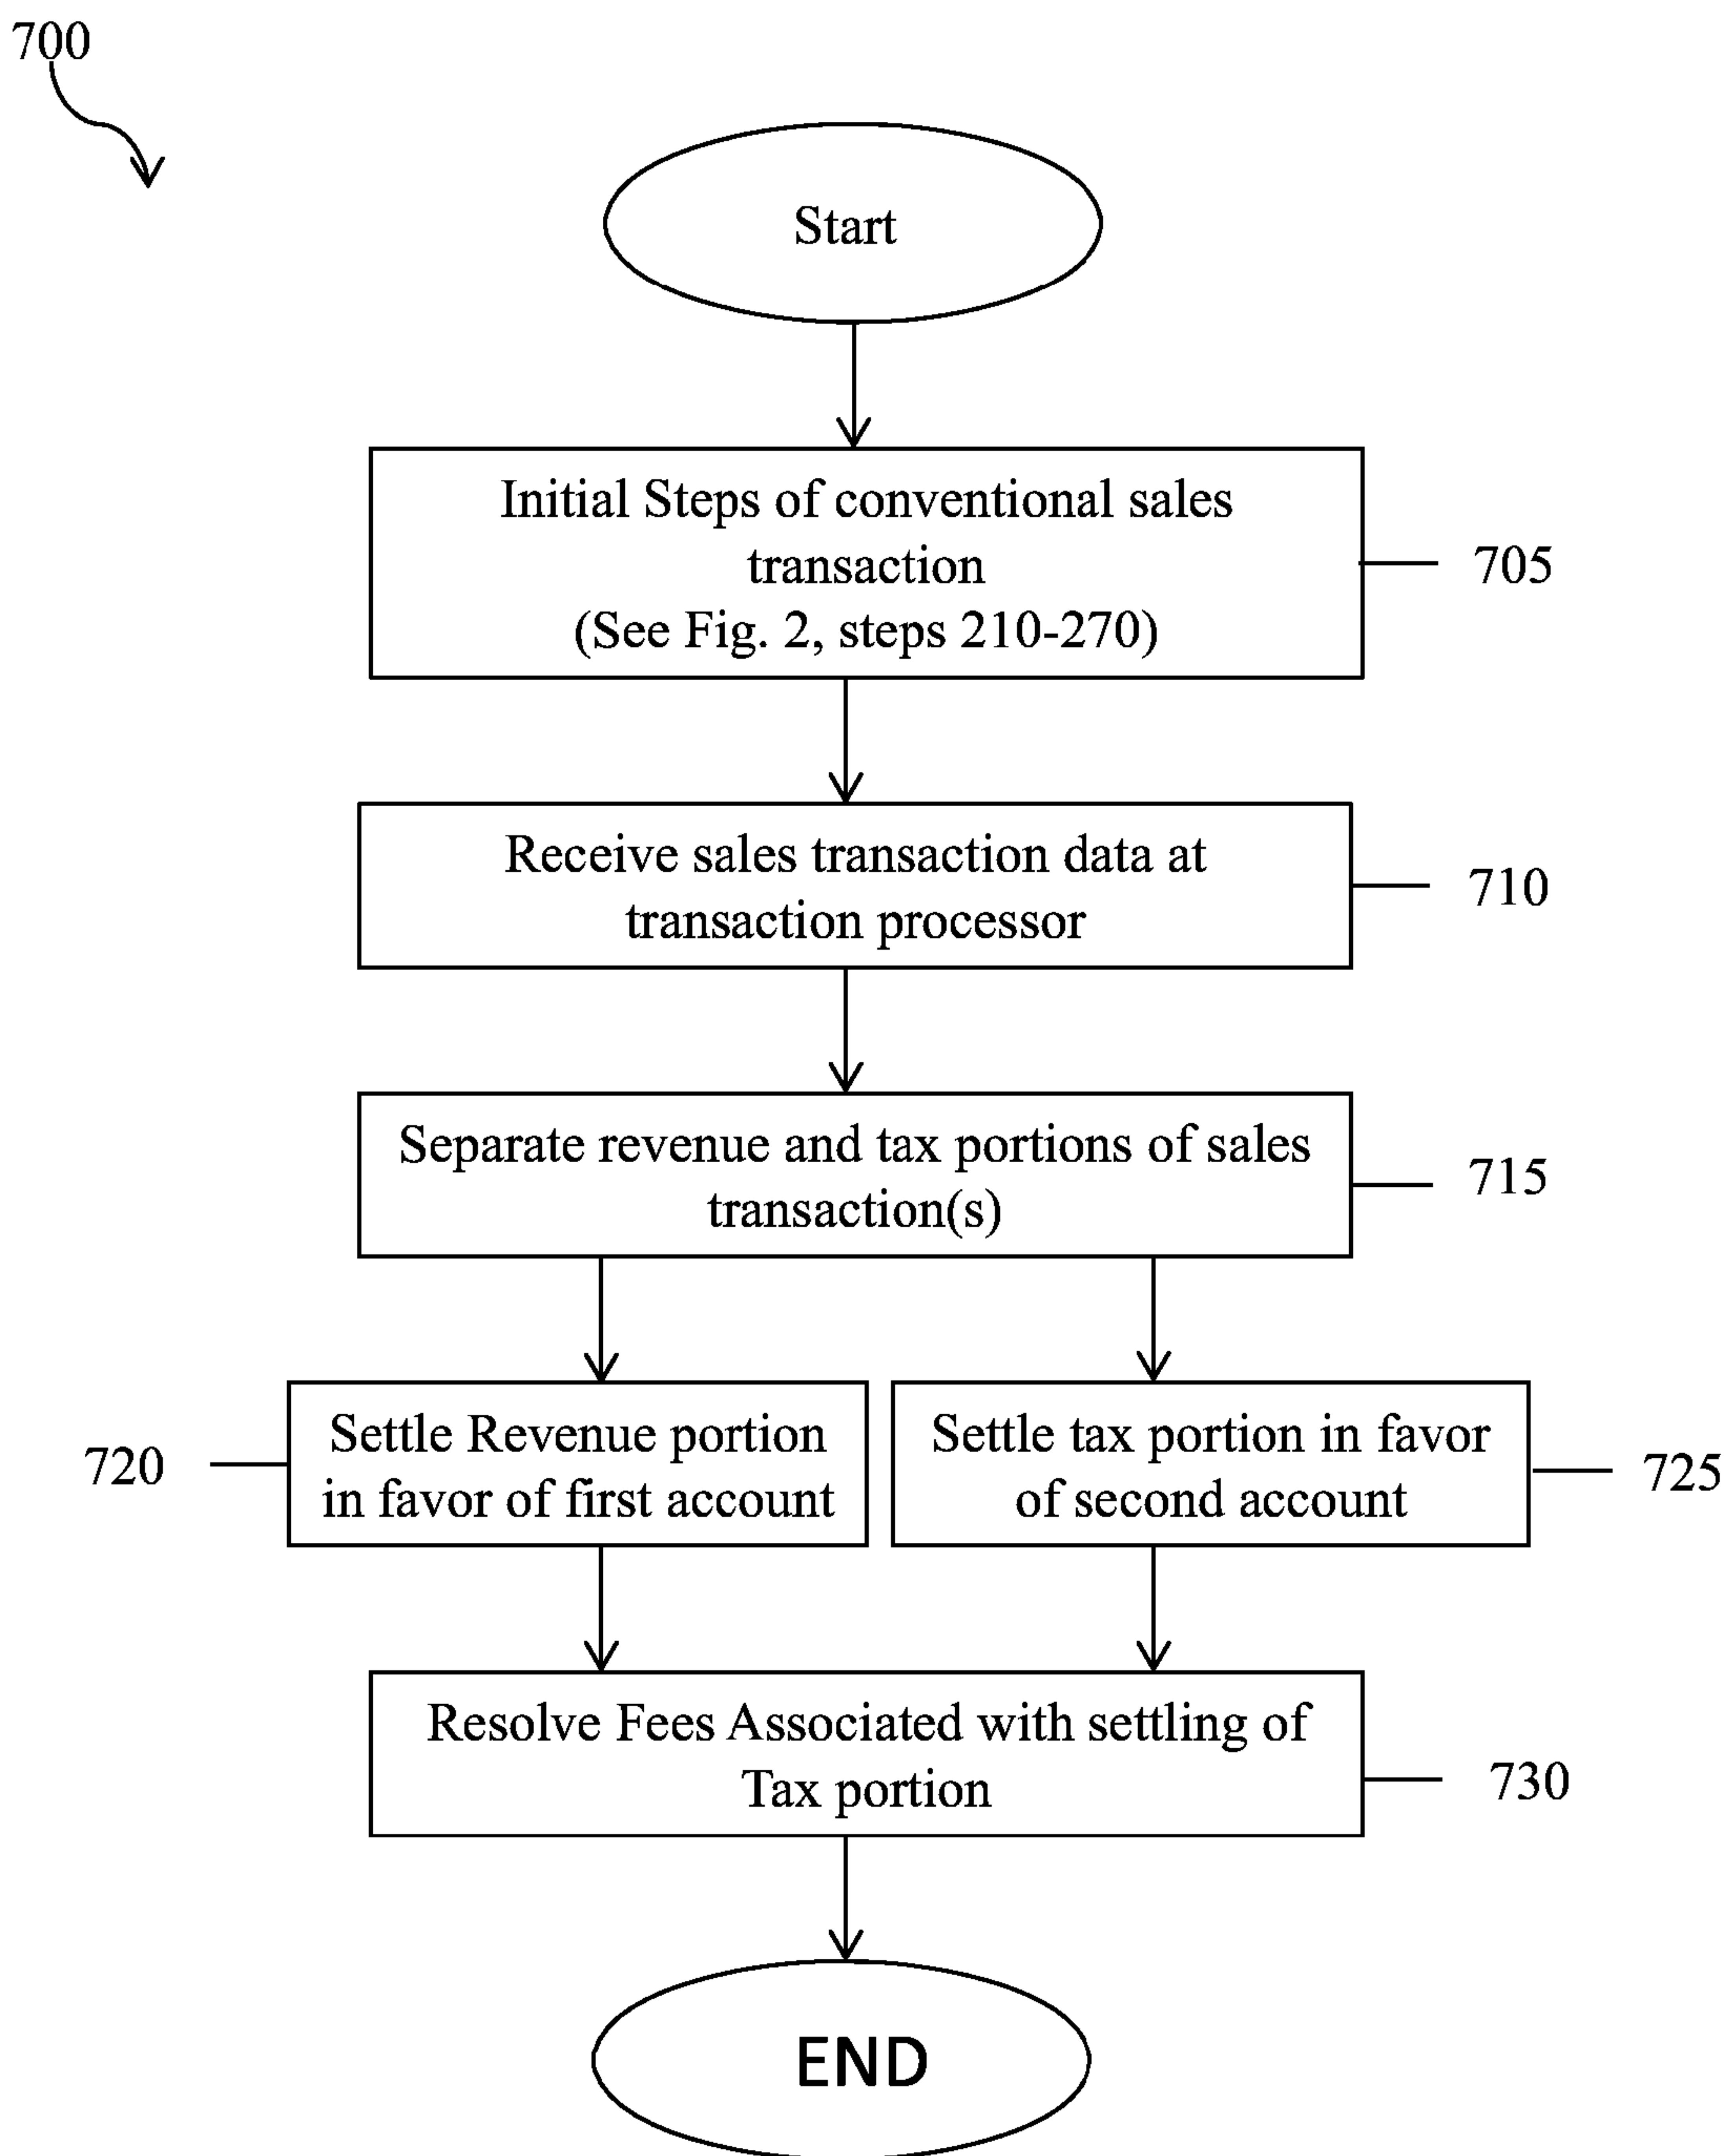 700
Start
Initial Steps of conventional sales
transaction
(See Fig. 2, steps 210-270)
705
Receive sales transaction data at
transaction processor
710
Separate revenue and tax portions of sales
transaction(s)
715
720
Settle Revenue portion
in favor of first account
Settle tax portion in favor
of second account
725
Resolve Fees Associated with settling of
Tax portion
730
END